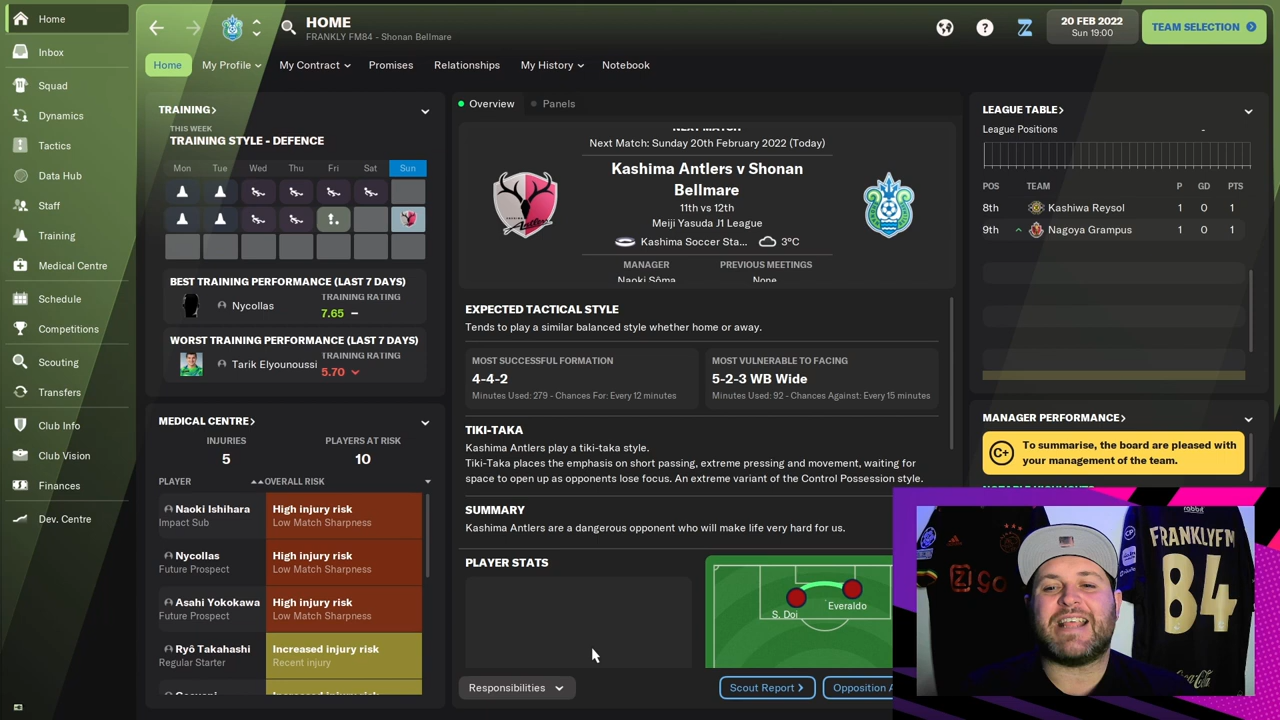 Home
Inbox
Squad
Dynamics
Tactics
Data Hub
Staff
Training
Medical Centre
Schedule
Competitions
Scouting
Transfers
Club Info
Club Vision
Finances
Dev. Centre
HOME
FRANKLY FM84 - Shonan Bellmare
20 FEB 2022
Sun 19:00
TEAM SELECTION
Home My Profile My Contract Promises Relationships My History Notebook
TRAINING>
THIS WEEK
TRAINING STYLE - DEFENCE
Mon Tue Wed Thu Fri Sat Sun
BEST TRAINING PERFORMANCE (LAST 7 DAYS)
Nycollas
TRAINING RATING
7.65 –
WORST TRAINING PERFORMANCE (LAST 7 DAYS)
Tarik Elyounoussi
TRAINING RATING
5.70
MEDICAL CENTRE>
INJURIES PLAYERS AT RISK
5 10
PLAYER OVERALL RISK
Naoki Ishihara High injury risk
Impact Sub Low Match Sharpness
Nycollas High injury risk
Future Prospect Low Match Sharpness
Asahi Yokokawa High injury risk
Future Prospect Low Match Sharpness
Ryô Takahashi Increased injury risk
Regular Starter Recent injury
Overview Panels
NEXT MATCH
Next Match: Sunday 20th February 2022 (Today)
Kashima Antlers v Shonan
Bellmare
11th vs 12th
Meiji Yasuda J1 League
Kashima Soccer Sta... 3°C
MANAGER PREVIOUS MEETINGS
Naoki Sôma None
EXPECTED TACTICAL STYLE
Tends to play a similar balanced style whether home or away.
MOST SUCCESSFUL FORMATION
4-4-2
Minutes Used: 279 - Chances For: Every 12 minutes
MOST VULNERABLE TO FACING
5-2-3 WB Wide
Minutes Used: 92 - Chances Against: Every 15 minutes
TIKI-TAKA
Kashima Antlers play a tiki-taka style.
Tiki-Taka places the emphasis on short passing, extreme pressing and movement, waiting for
space to open up as opponents lose focus. An extreme variant of the Control Possession style.
SUMMARY
Kashima Antlers are a dangerous opponent who will make life very hard for us.
PLAYER STATS
S. Doi
Everaldo
Responsibilities
Scout Report >
Opposition A
LEAGUE TABLE>
League Positions -
POS TEAM P GD PTS
8th Kashiwa Reysol 1 0 1
9th Nagoya Grampus 1 0 1
MANAGER PERFORMANCE>
C+
To summarise, the board are pleased with
your management of the team.
FRANKLYFM
84